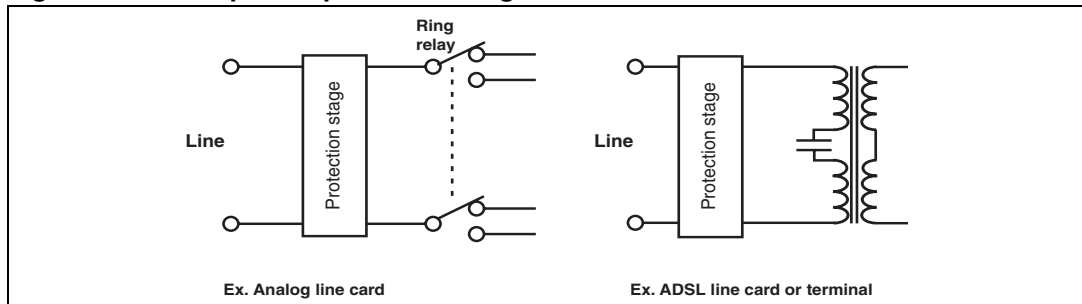 Ring
relay
Line
Protection stage
Ex. Analog line card
Line
Protection stage
Ex. ADSL line card or terminal